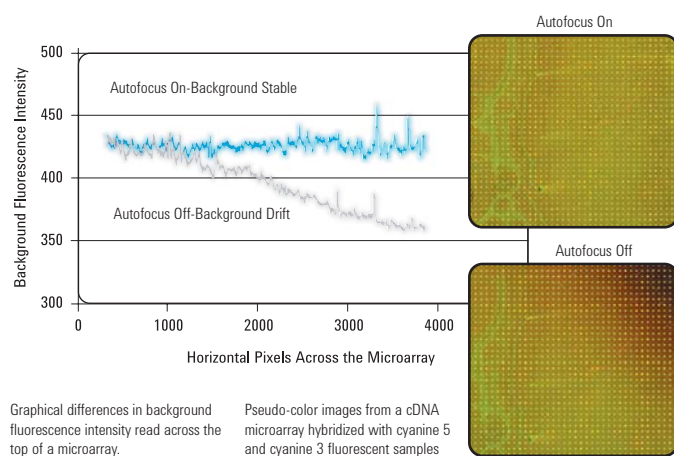 Autofocus On
500
Autofocus On-Background Stable
450
400
Autofocus Off-Background Drift
350
300
Background Fluorescence Intensity
0 1000 2000 3000 4000
Horizontal Pixels Across the Microarray
Autofocus Off
Graphical differences in background
fluorescence intensity read across the
top of a microarray.
Pseudo-color images from a cDNA
microarray hybridized with cyanine 5
and cyanine 3 fluorescent samples